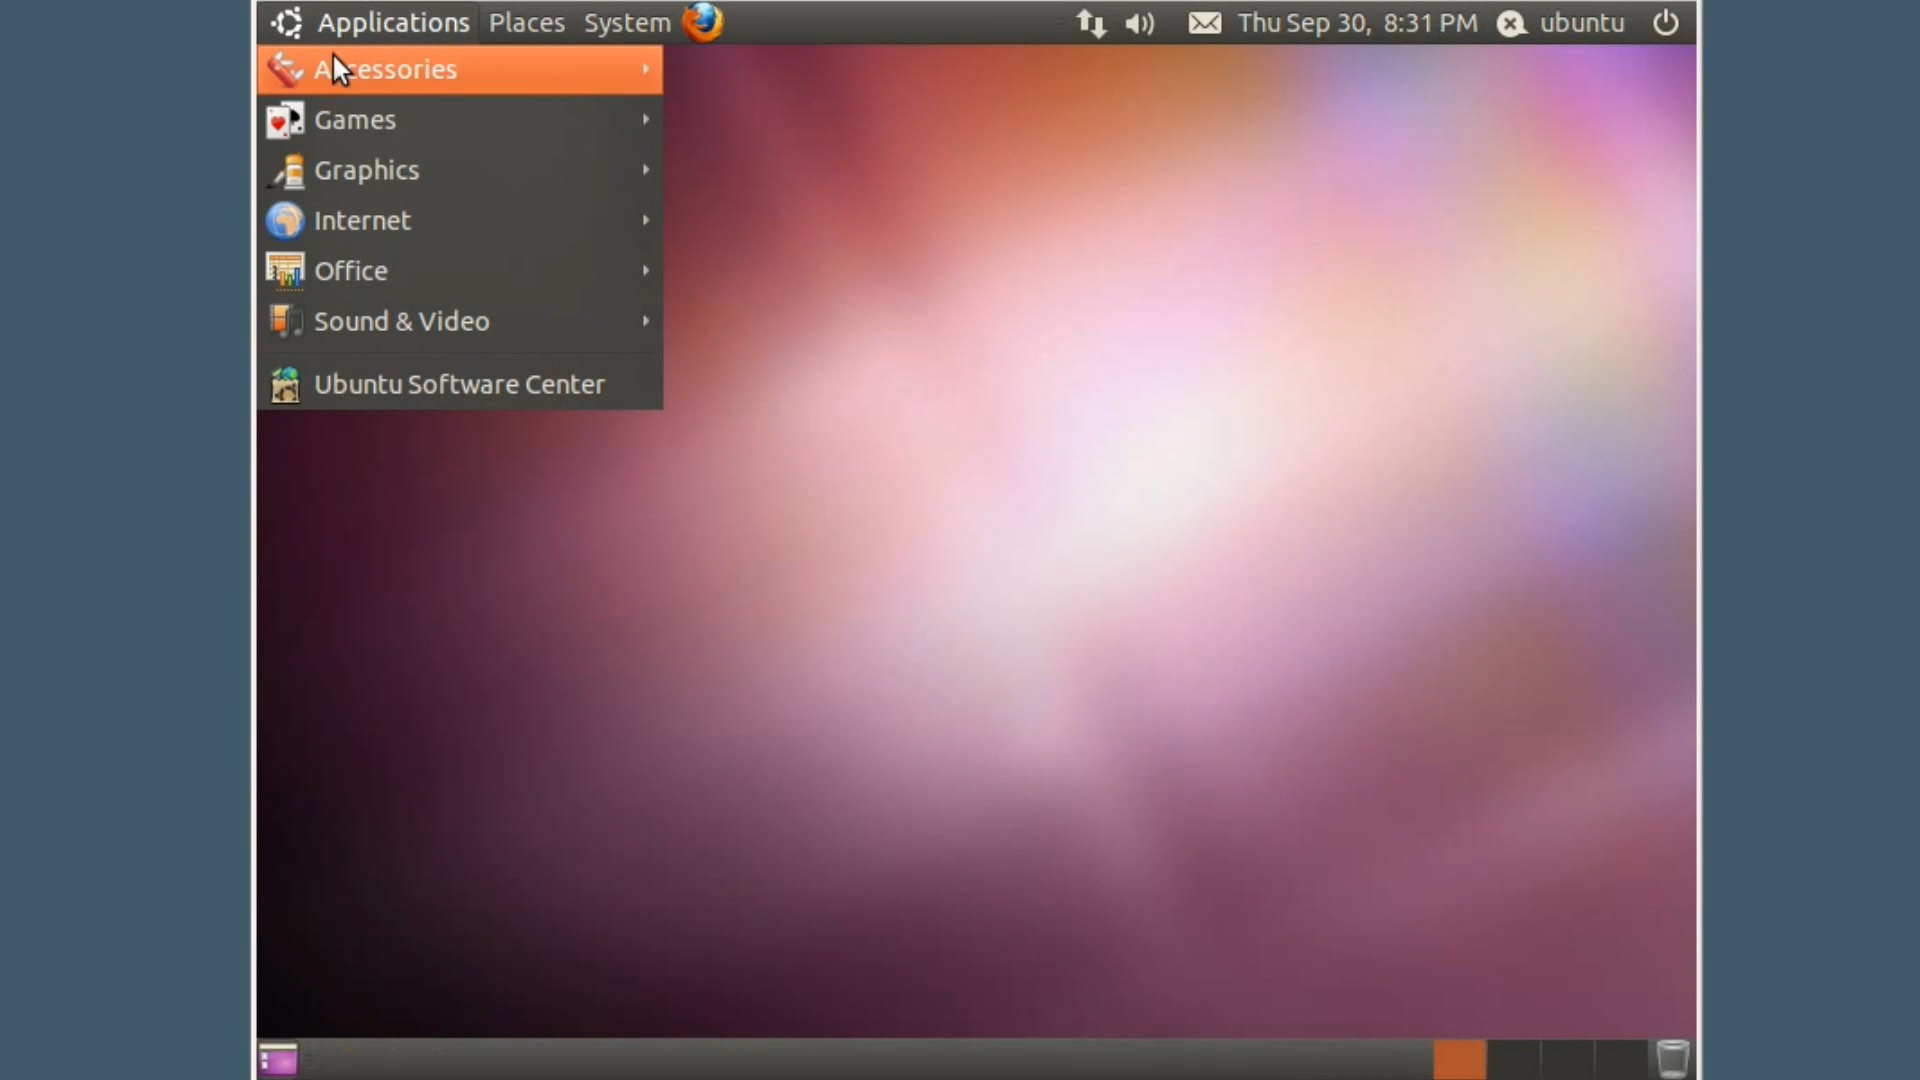 Applications Places System Thu Sep 30, 8:31 PM ubuntu
Accessories
Games
Graphics
Internet
Office
Sound & Video
Ubuntu Software Center